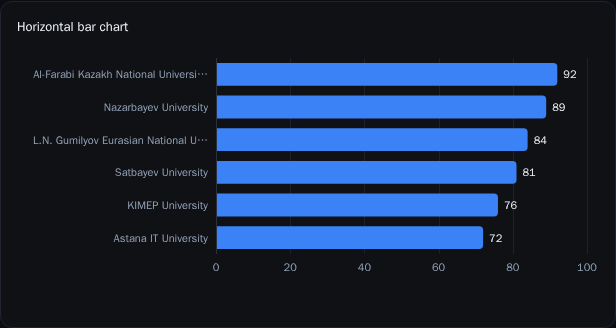 Horizontal bar chart
Al-Farabi Kazakh National Universi⋯ 92
Nazarbayev University 89
L.N. Gumilyov Eurasian National U⋯ 84
Satbayev University 81
KIMEP University 76
Astana IT University 72
0 20 40 60 80 100